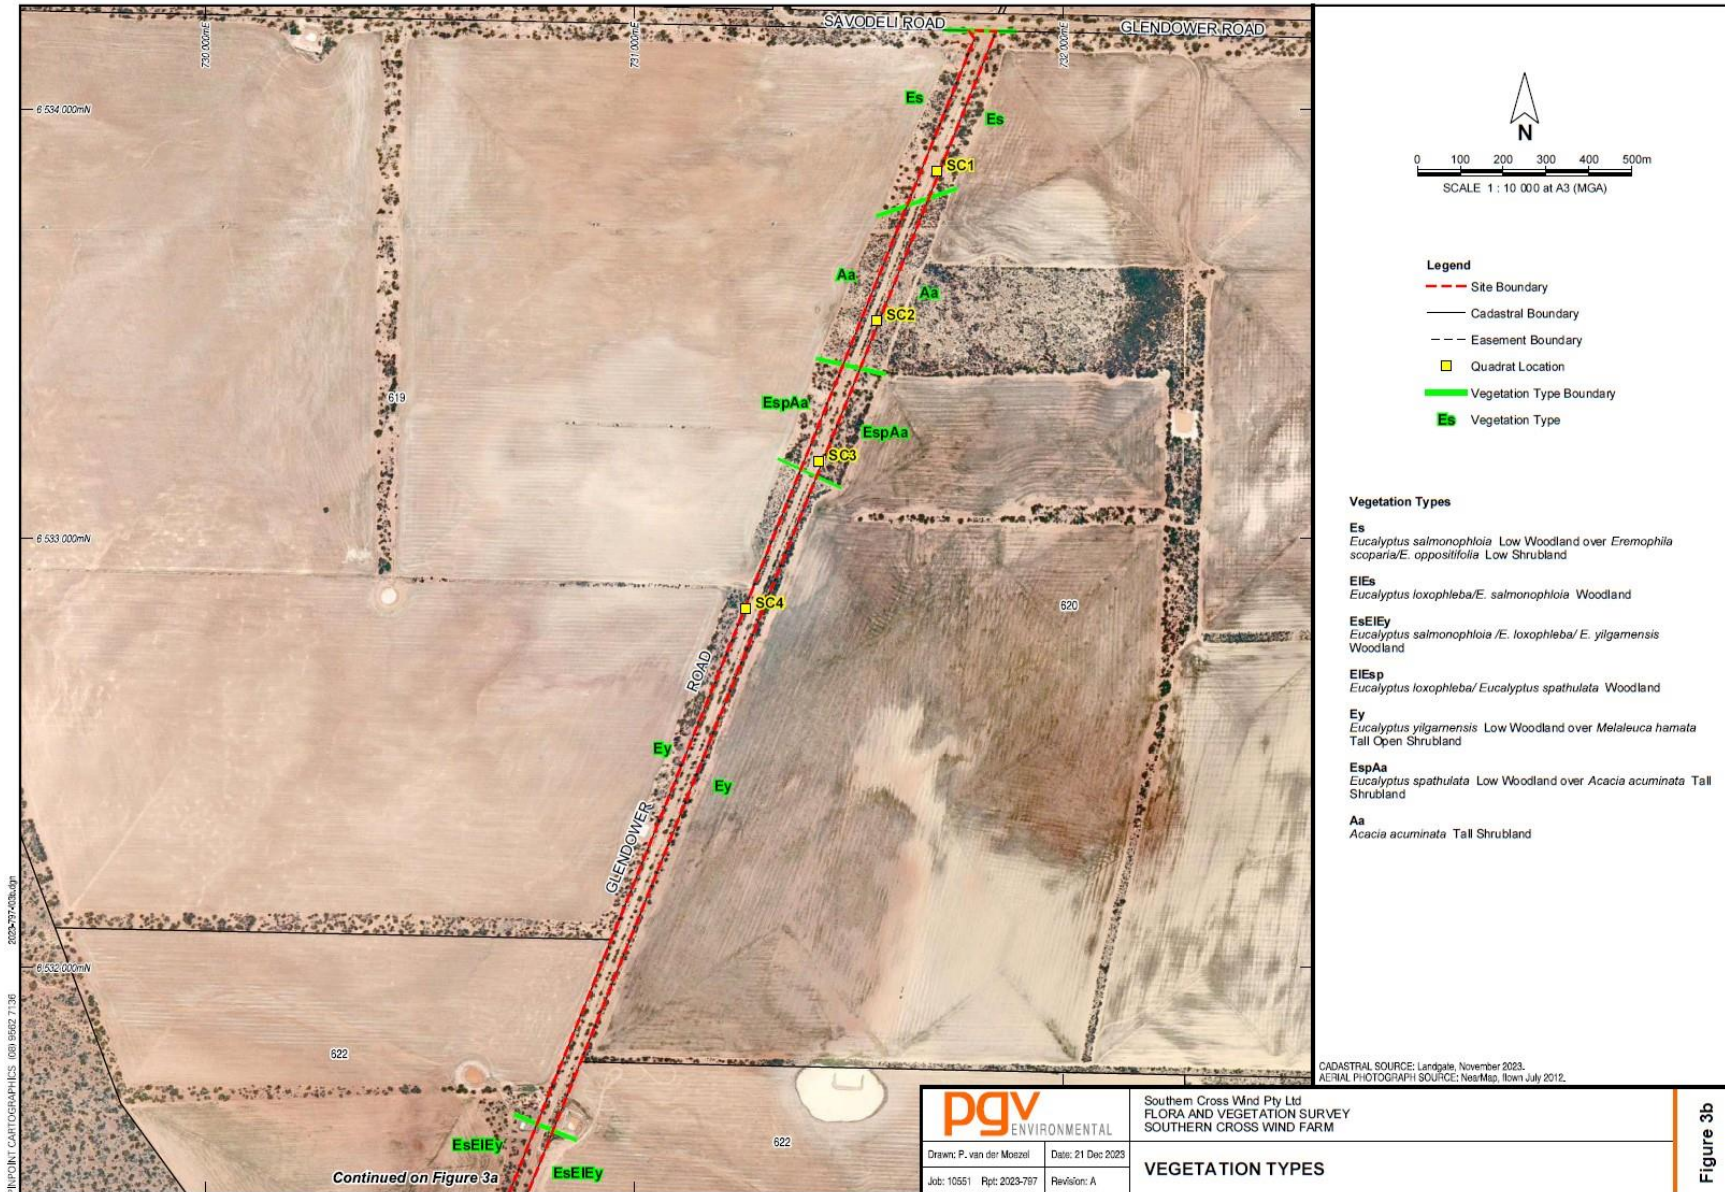 SAVODELI ROAD
GLENDOWER ROAD
730 000mE
731 000mE
732 000mE
6 534 000mN
Es
Es
SC1
Aa
Aa
SC2
619
EspAa
EspAa
SC3
6 533 000mN
SC4
620
ROAD
Ey
Ey
GLENDOWER
6 532 000mN
622
622
EsElEy
EsElEy
Continued on Figure 3a
PINPOINT CARTOGRAPHICS (08) 9562 7136
2023-797-f03b.dgn
N
0 100 200 300 400 500m
SCALE 1 : 10 000 at A3 (MGA)
Legend
Site Boundary
Cadastral Boundary
Easement Boundary
Quadrat Location
Vegetation Type Boundary
Es Vegetation Type
Vegetation Types
Es
Eucalyptus salmonophloia Low Woodland over Eremophila
scoparia/E. oppositifolia Low Shrubland
ElEs
Eucalyptus loxophleba/E. salmonophloia Woodland
EsElEy
Eucalyptus salmonophloia /E. loxophleba/ E. yilgarnensis
Woodland
ElEsp
Eucalyptus loxophleba/ Eucalyptus spathulata Woodland
Ey
Eucalyptus yilgarnensis Low Woodland over Melaleuca hamata
Tall Open Shrubland
EspAa
Eucalyptus spathulata Low Woodland over Acacia acuminata Tall
Shrubland
Aa
Acacia acuminata Tall Shrubland
CADASTRAL SOURCE: Landgate, November 2023.
AERIAL PHOTOGRAPH SOURCE: NearMap, flown July 2012.
pgv
ENVIRONMENTAL
Southern Cross Wind Pty Ltd
FLORA AND VEGETATION SURVEY
SOUTHERN CROSS WIND FARM
Drawn: P. van der Moezel
Date: 21 Dec 2023
Job: 10551 Rpt: 2023-797
Revision: A
VEGETATION TYPES
Figure 3b